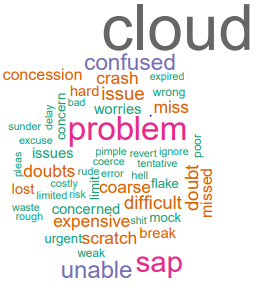 cloud
confused
concession crash expired
hard issue wrong
bad
concern worries miss
delay
sunder problem
excuse
issues pimple revert ignore poor
coerce tentative
pleas doubts rude error hell doubt
lost costly limit coarse flake missed
limited risk
waste concerned difficult
rough expensive shit mock
urgent scratch break
weak
unable sap